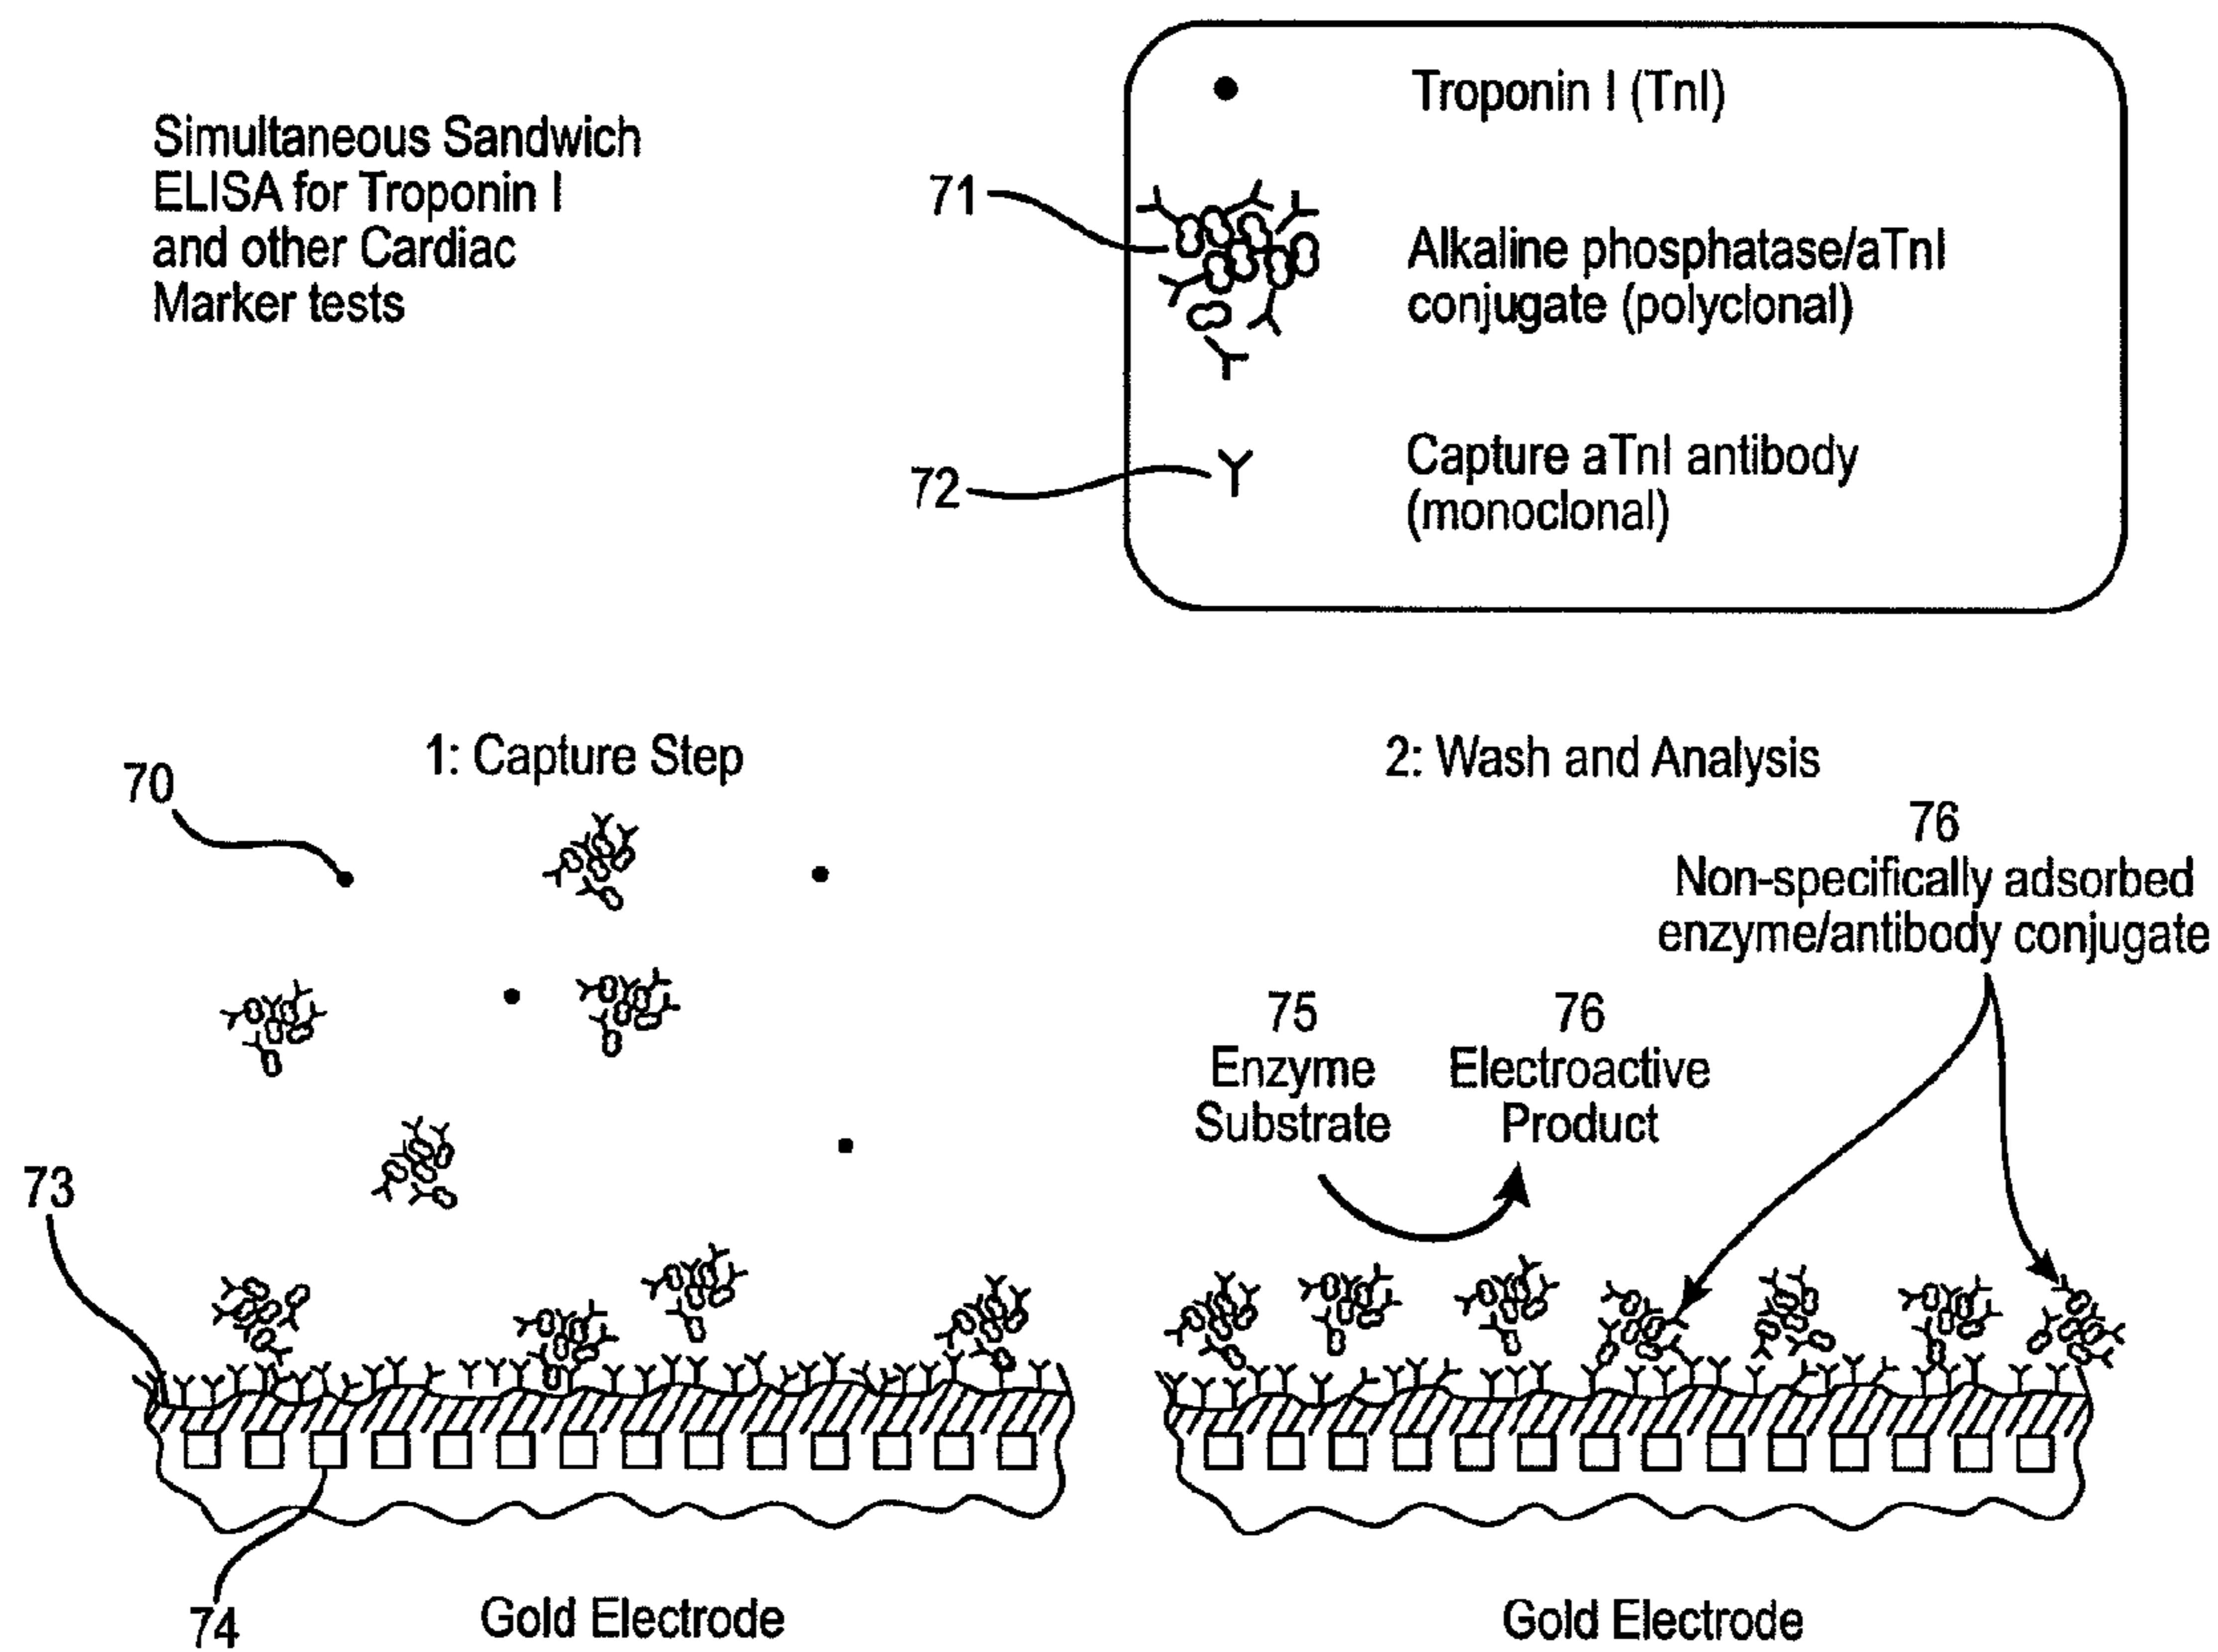 Simultaneous Sandwich
ELISA for Troponin I
and other Cardiac
Marker tests
Troponin I (TnI)
71
Alkaline phosphatase/aTnI
conjugate (polyclonal)
72
Capture aTnI antibody
(monoclonal)
1: Capture Step
70
73
74
Gold Electrode
2: Wash and Analysis
76
Non-specifically adsorbed
enzyme/antibody conjugate
75
Enzyme
Substrate
76
Electroactive
Product
Gold Electrode